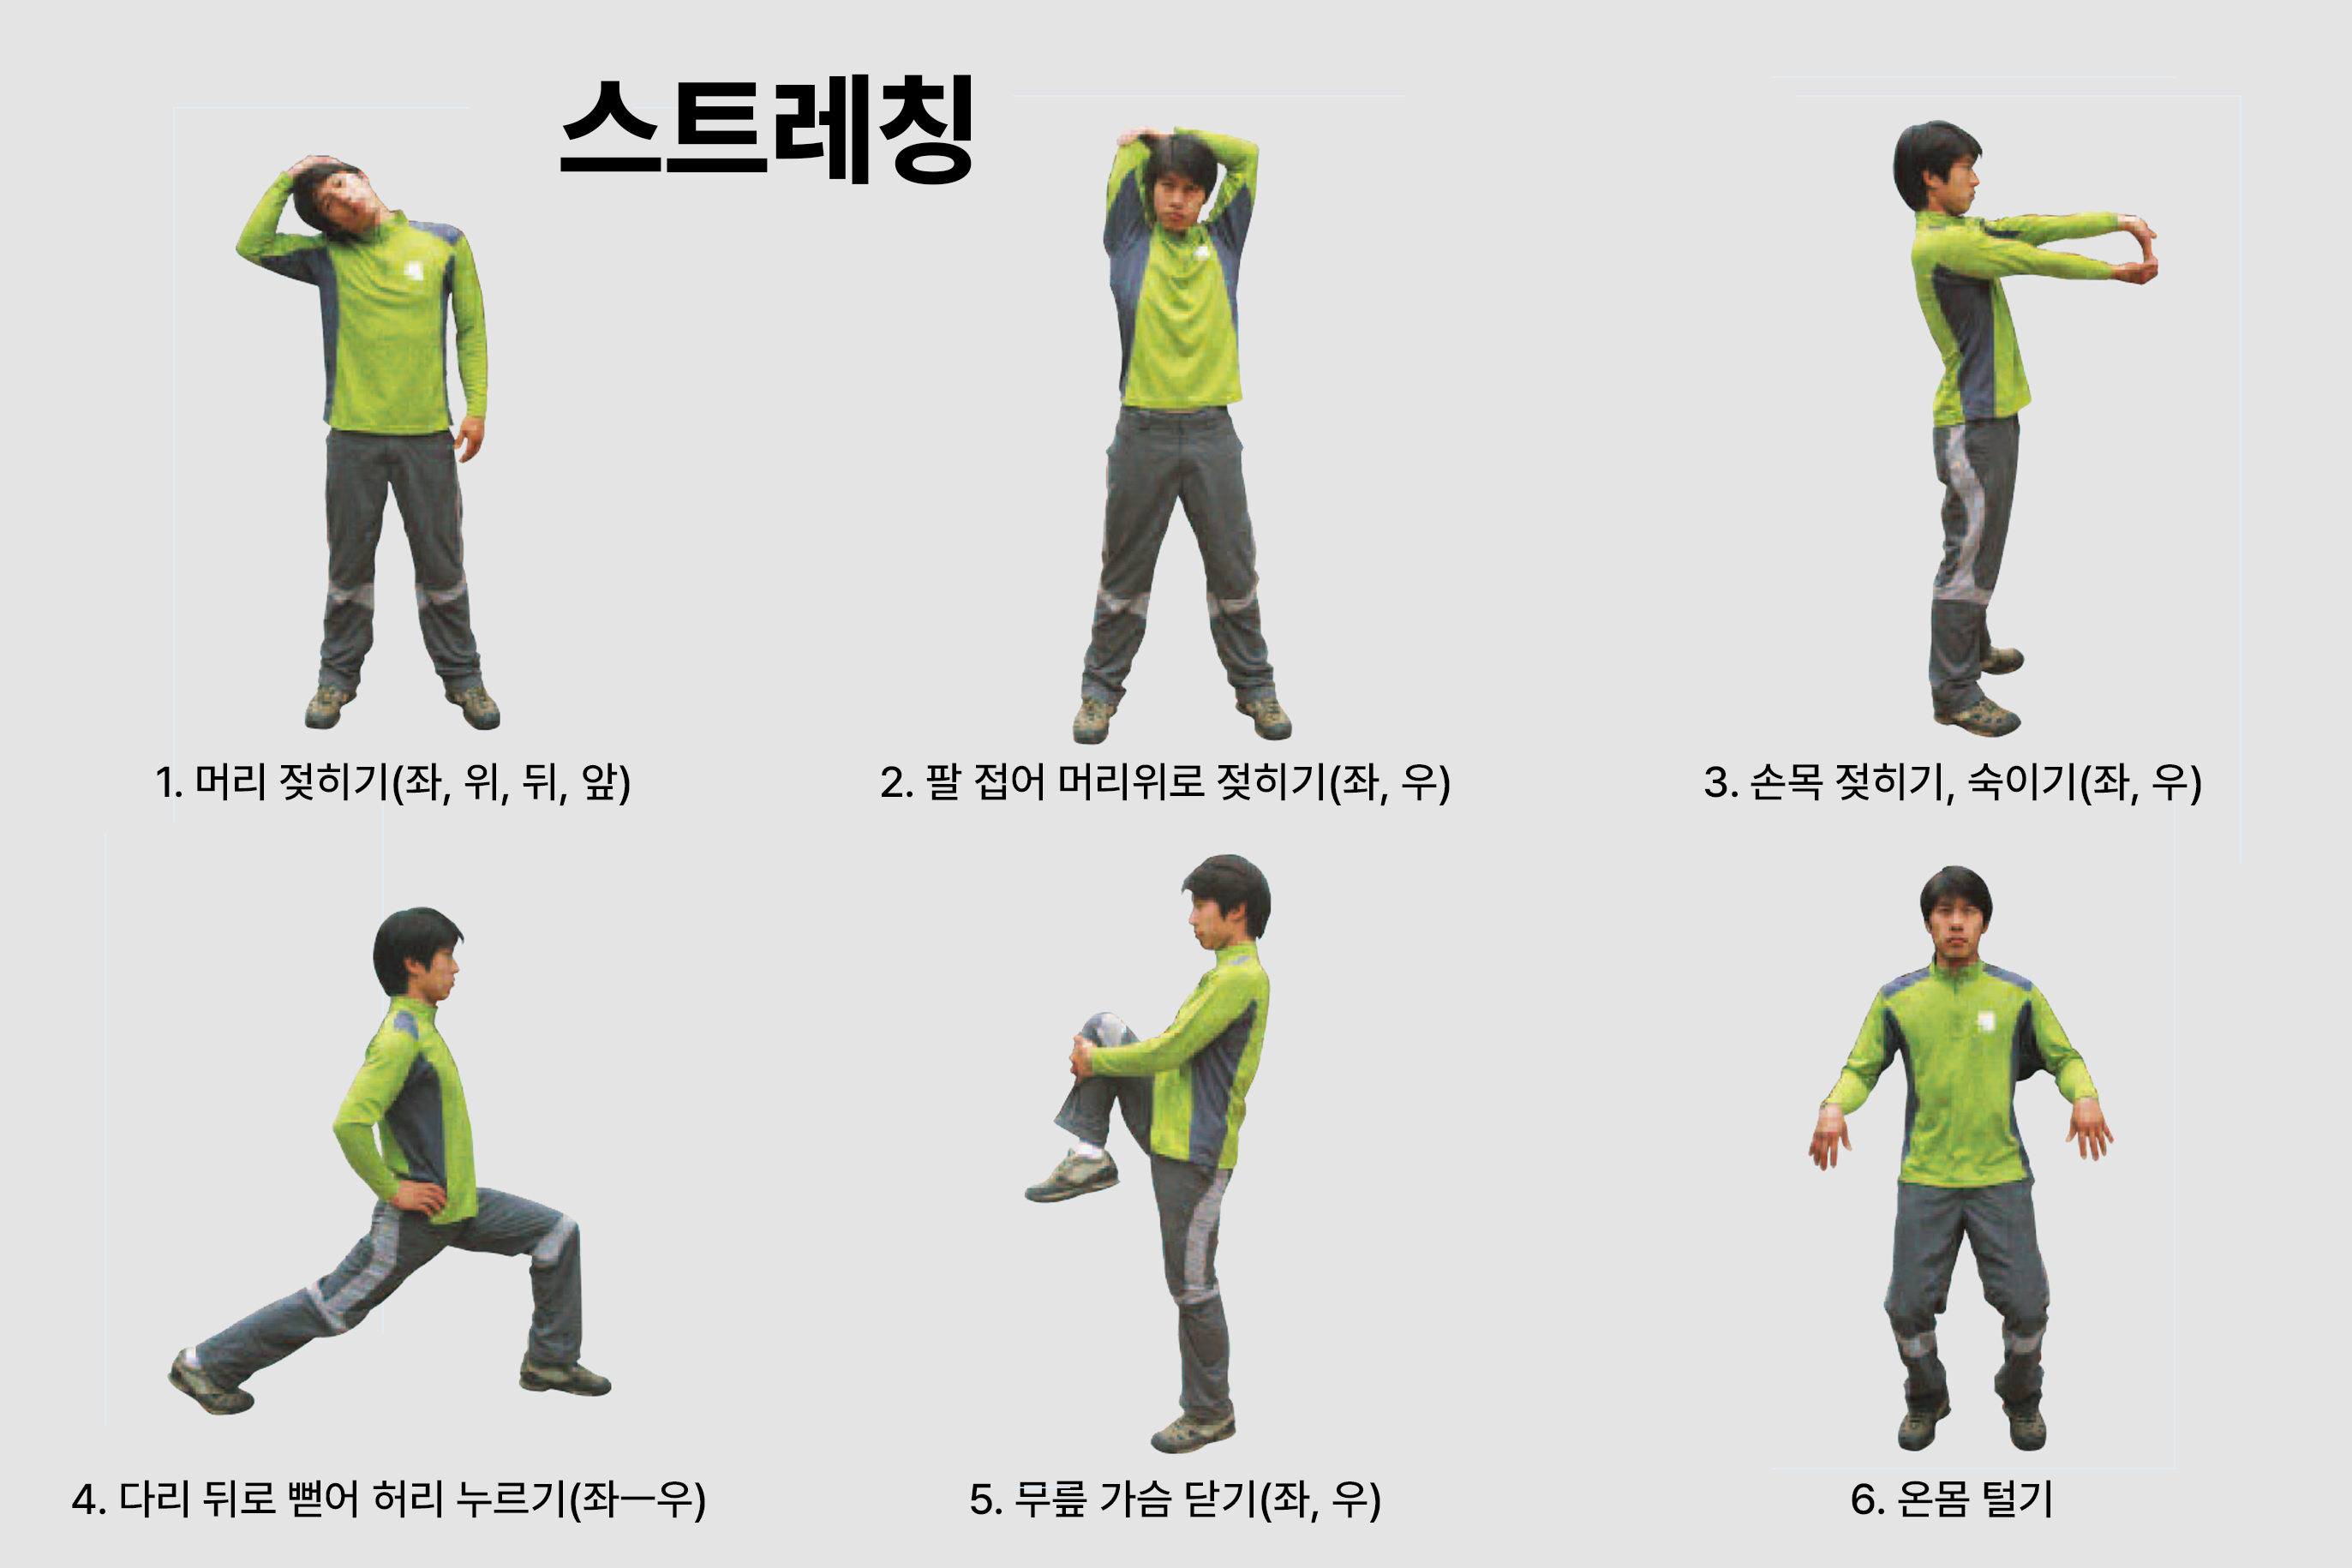 스트레칭
1. 머리 젖히기(좌, 위, 뒤, 앞)
2. 팔 접어 머리위로 젖히기(좌, 우)
3. 손목 젖히기, 숙이기(좌, 우)
4. 다리 뒤로 뻗어 허리 누르기(좌—우)
5. 무릎 가슴 닫기(좌, 우)
6. 온몸 털기